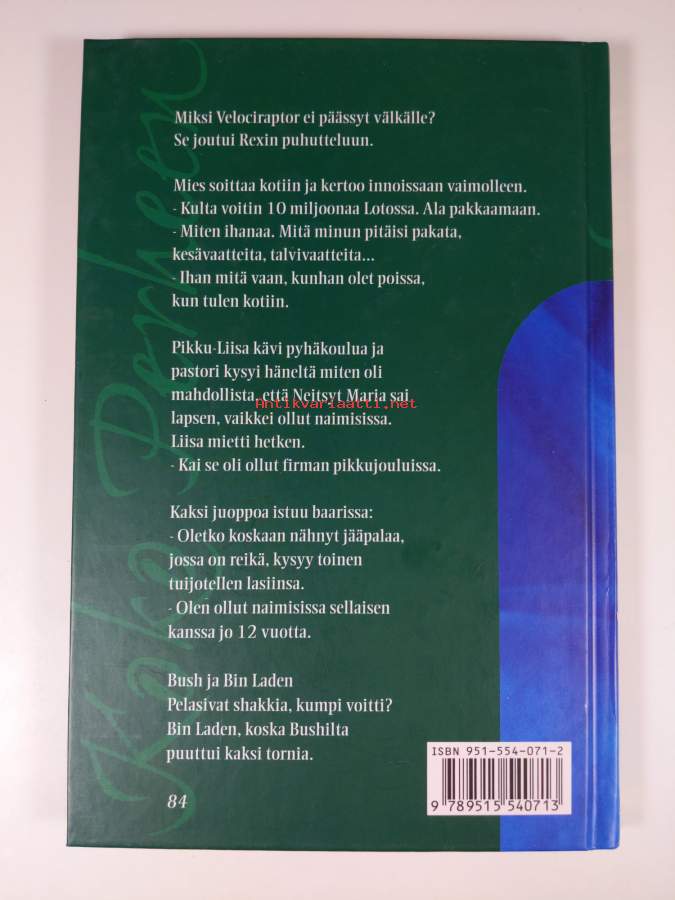 Koko Perheen
Miksi Velociraptor ei päässyt välkälle?
Se joutui Rexin puhutteluun.
Mies soittaa kotiin ja kertoo innoissaan vaimolleen.
- Kulta voitin 10 miljoonaa Lotossa. Ala pakkaamaan.
- Miten ihanaa. Mitä minun pitäisi pakata,
kesävaatteita, talvivaatteita...
- Ihan mitä vaan, kunhan olet poissa,
kun tulen kotiin.
Pikku-Liisa kävi pyhäkoulua ja
pastori kysyi häneltä miten oli
mahdollista, että Neitsyt Maria sai
Antikvariaatti.net
lapsen, vaikkei ollut naimisissa.
Liisa mietti hetken.
- Kai se oli ollut firman pikkujouluissa.
Kaksi juoppoa istuu baarissa:
- Oletko koskaan nähnyt jääpalaa,
jossa on reikä, kysyy toinen
tuijotellen lasiinsa.
- Olen ollut naimisissa sellaisen
kanssa jo 12 vuotta.
Bush ja Bin Laden
Pelasivat shakkia, kumpi voitti?
Bin Laden, koska Bushilta
puuttui kaksi tornia.
84
ISBN 951-554-071-2
9 789515 540713